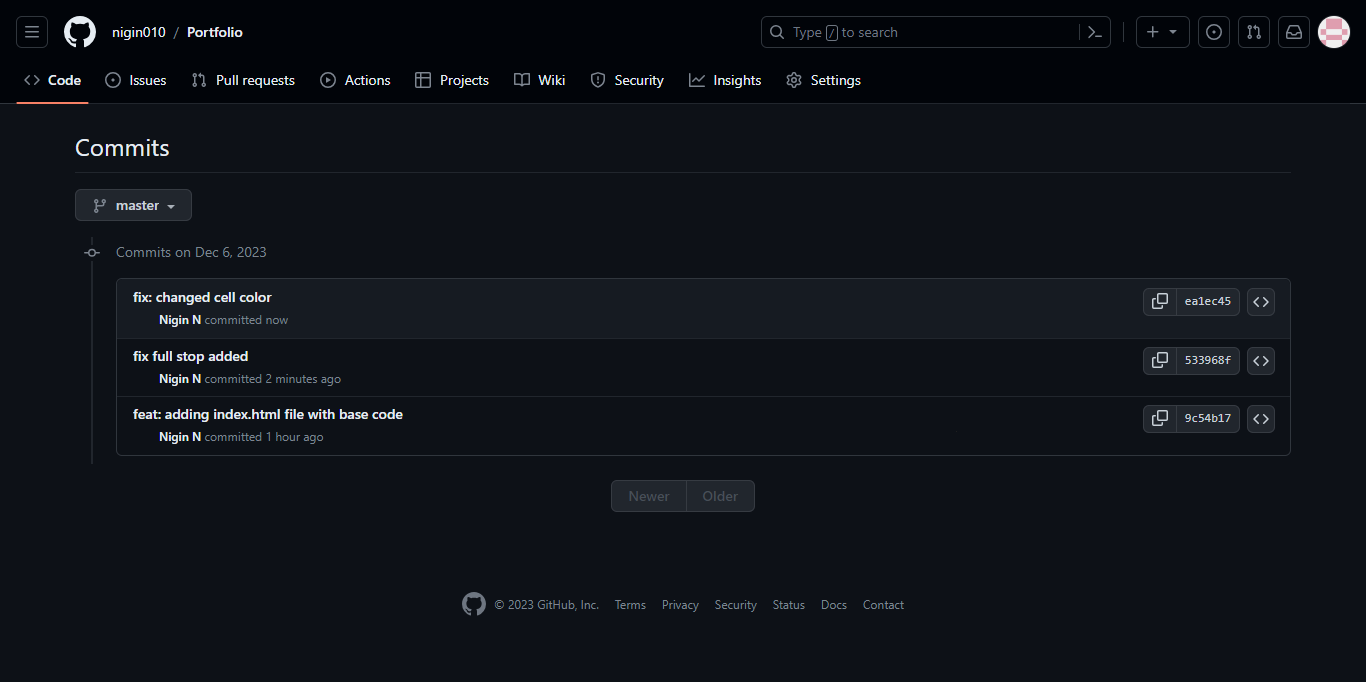 nigin010 / Portfolio
Type / to search
Code Issues Pull requests Actions Projects Wiki Security Insights Settings
Commits
master
Commits on Dec 6, 2023
fix: changed cell color
ea1ec45
Nigin N committed now
fix full stop added
533968f
Nigin N committed 2 minutes ago
feat: adding index.html file with base code
9c54b17
Nigin N committed 1 hour ago
Newer Older
© 2023 GitHub, Inc. Terms Privacy Security Status Docs Contact